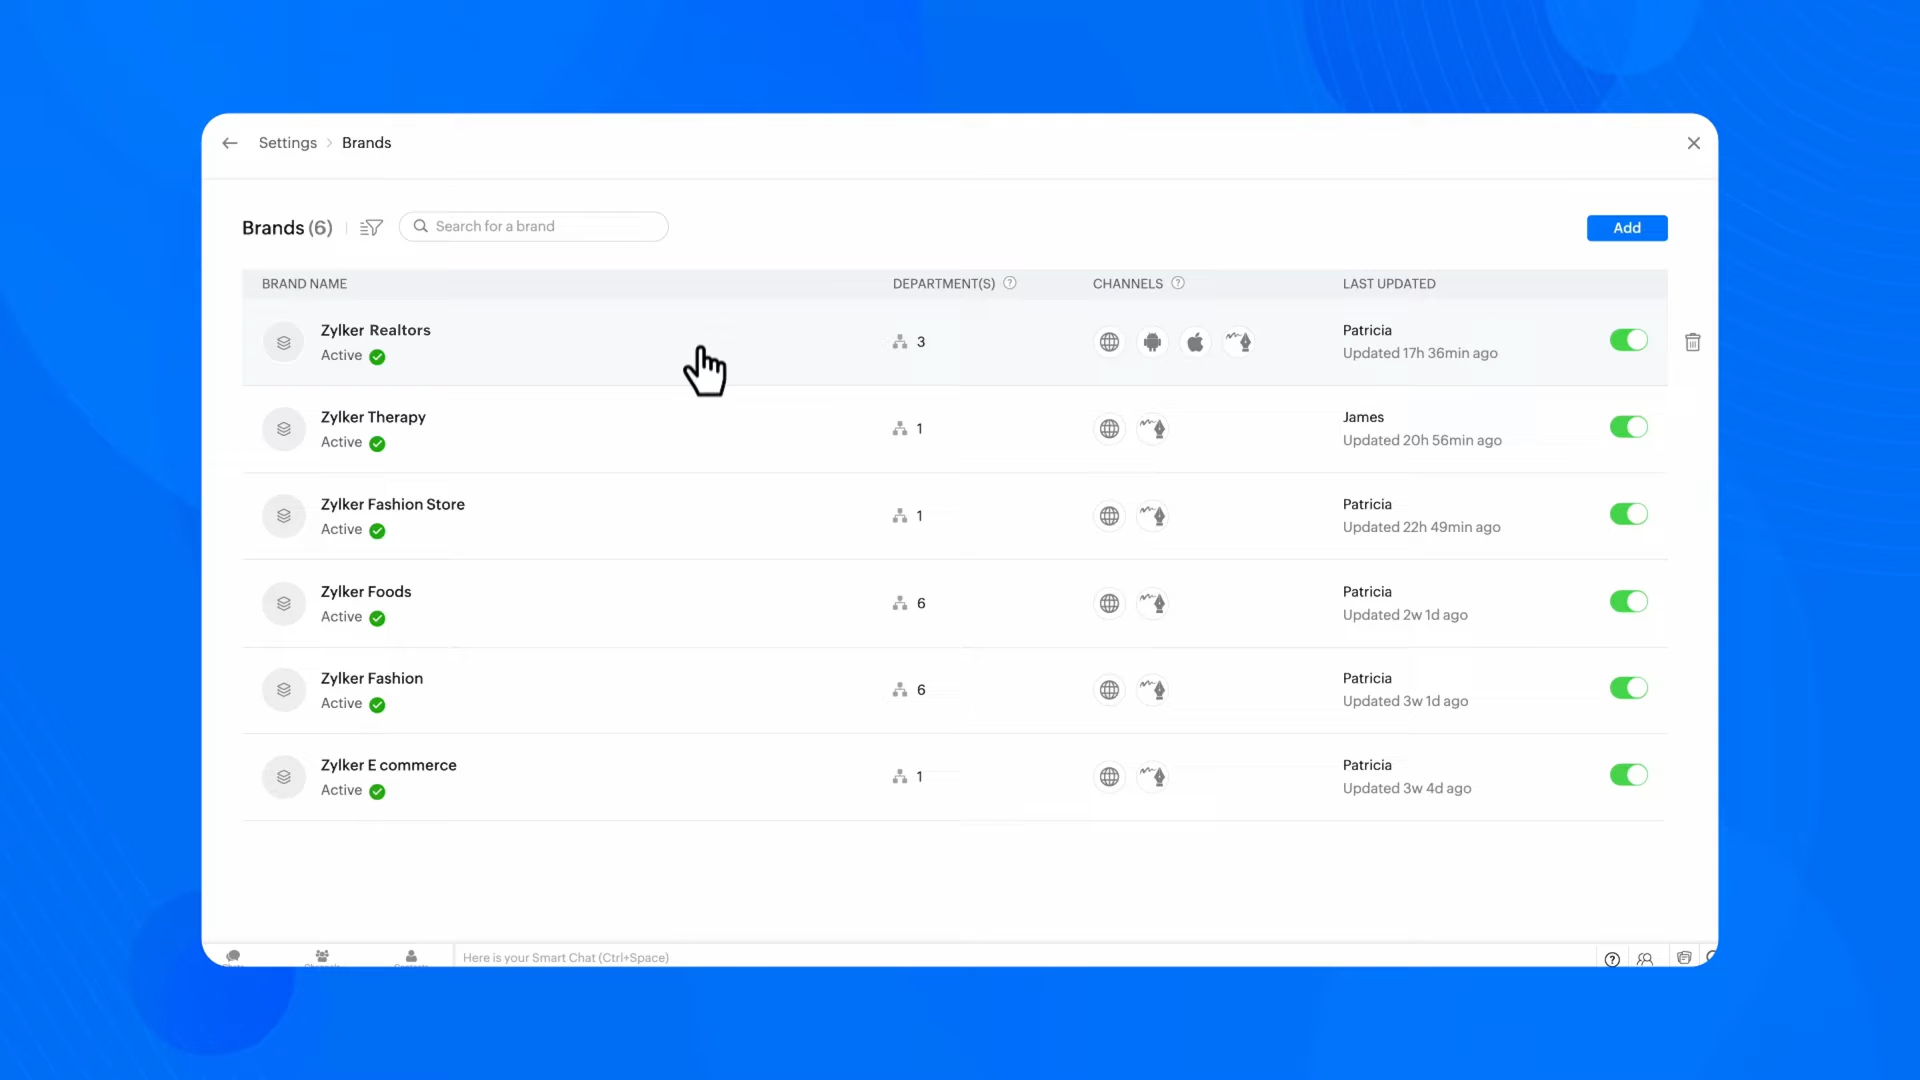 Settings > Brands
Brands (6)
Search for a brand
Add
BRAND NAME DEPARTMENT(S) ? CHANNELS ? LAST UPDATED
Zylker Realtors
Active
3
Patricia
Updated 17h 36min ago
Zylker Therapy
Active
1
James
Updated 20h 56min ago
Zylker Fashion Store
Active
1
Patricia
Updated 22h 49min ago
Zylker Foods
Active
6
Patricia
Updated 2w 1d ago
Zylker Fashion
Active
6
Patricia
Updated 3w 1d ago
Zylker E commerce
Active
1
Patricia
Updated 3w 4d ago
Here is your Smart Chat (Ctrl+Space)